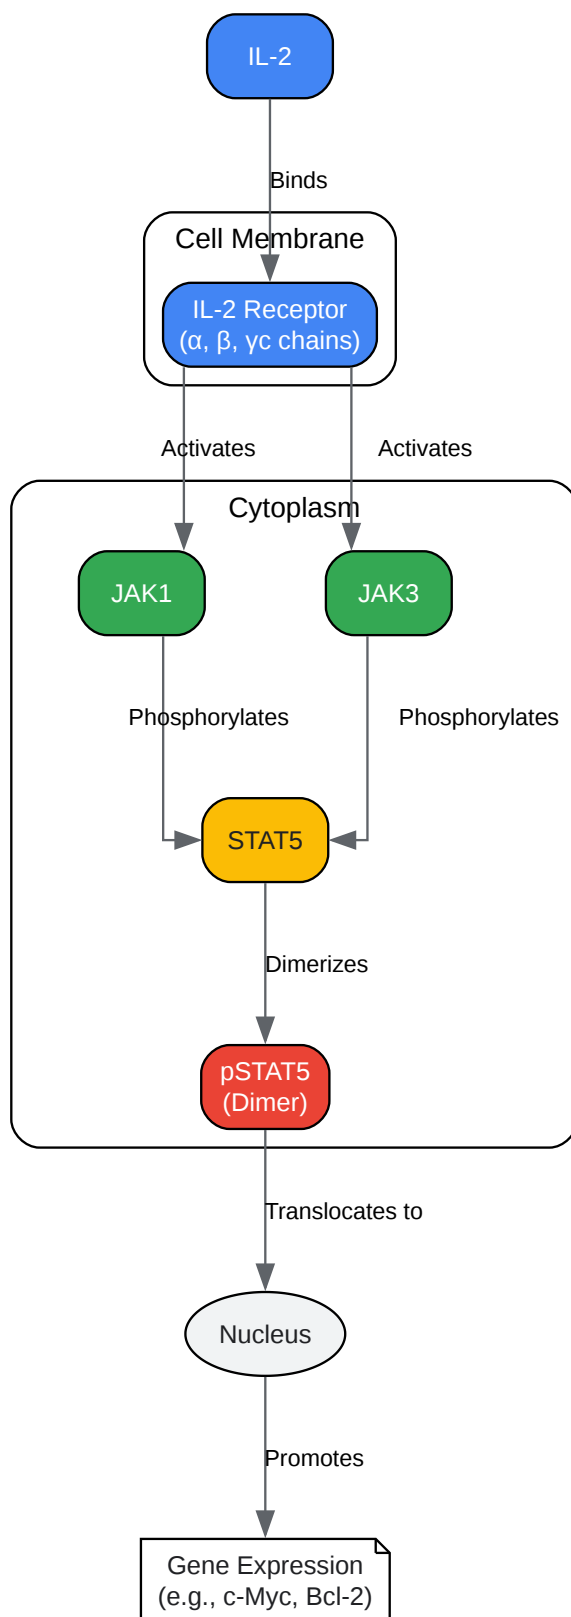 IL-2
Binds
Cell Membrane
IL-2 Receptor
(α, β, γc chains)
Activates
Activates
Cytoplasm
JAK1
JAK3
Phosphorylates
Phosphorylates
STAT5
Dimerizes
pSTAT5
(Dimer)
Translocates to
Nucleus
Promotes
Gene Expression
(e.g., c-Myc, Bcl-2)